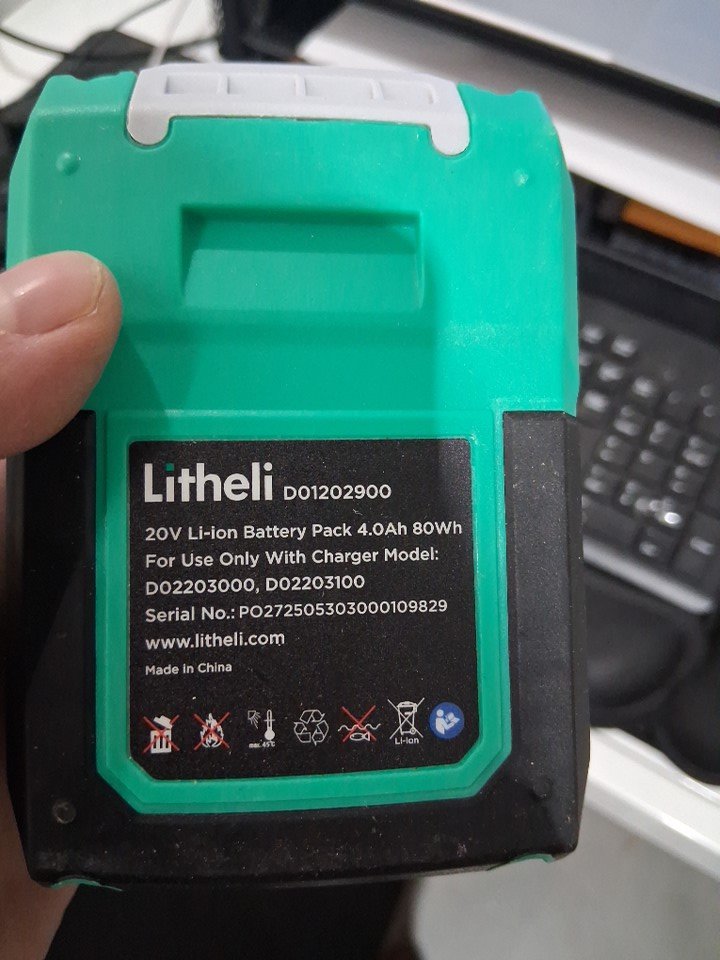 Litheli D01202900
20V Li-ion Battery Pack 4.0Ah 80Wh
For Use Only With Charger Model:
D02203000, D02203100
Serial No.: PO272505303000109829
www.litheli.com
Made in China
max. 45°C
Li-ion